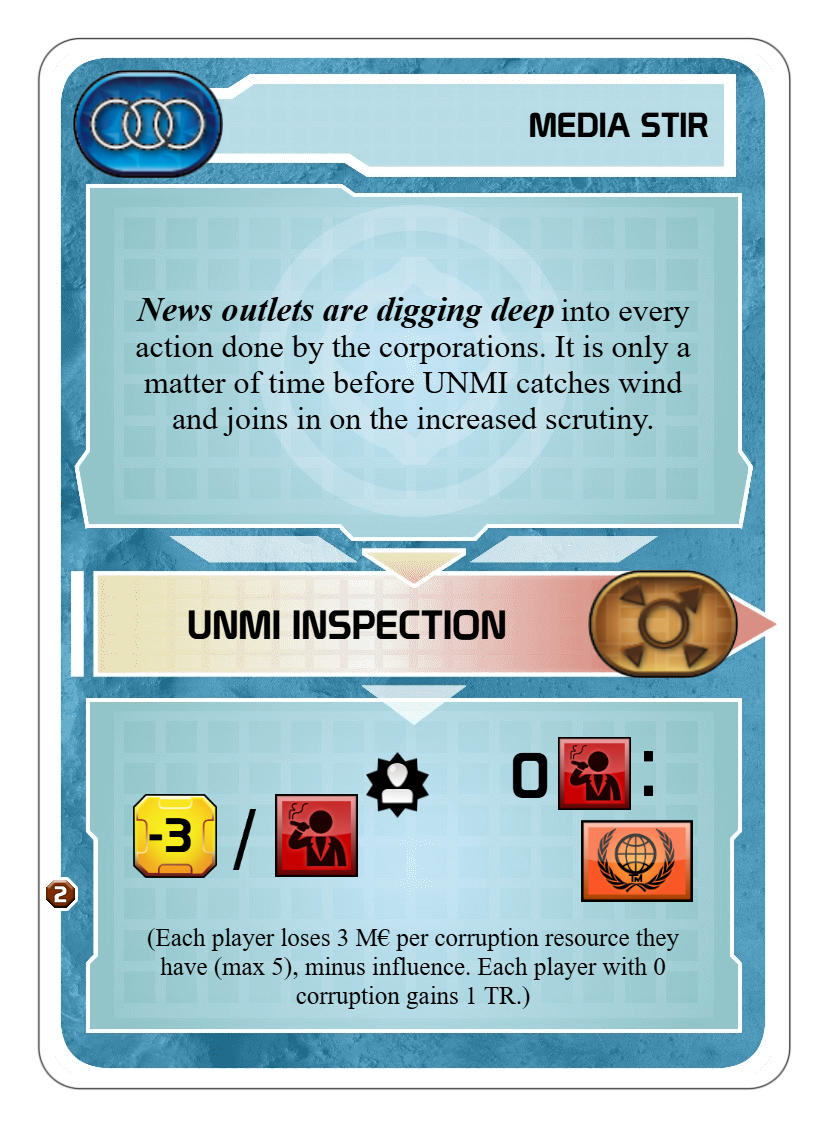 MEDIA STIR
News outlets are digging deep into every
action done by the corporations. It is only a
matter of time before UNMI catches wind
and joins in on the increased scrutiny.
UNMI INSPECTION
0 :
-3 /
TM
2
(Each player loses 3 M€ per corruption resource they
have (max 5), minus influence. Each player with 0
corruption gains 1 TR.)